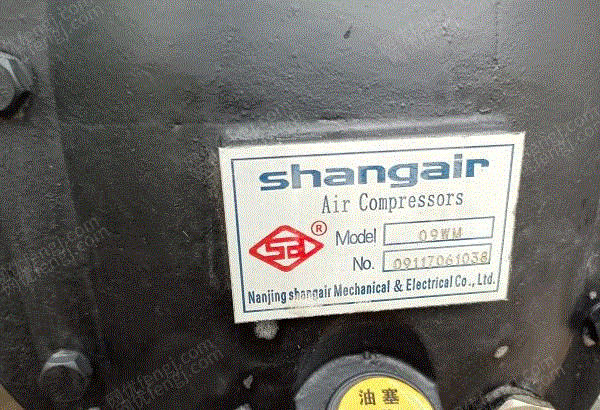 shangair
Air Compressors
Model 09WM
No. 09117061038
Nanjing shangair Mechanical & Electrical Co., Ltd.
油塞